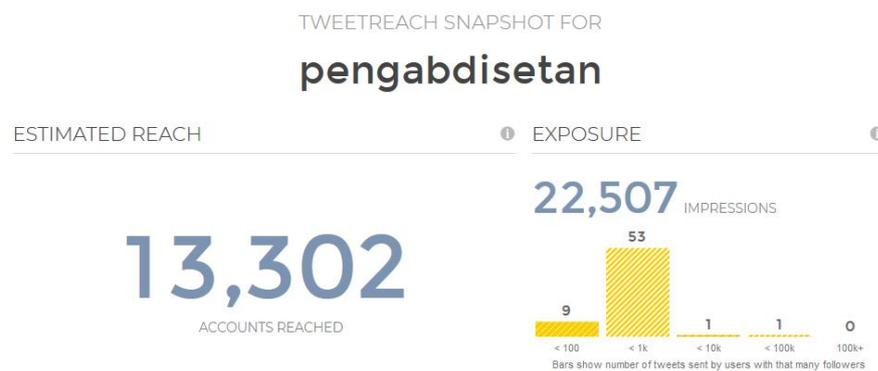 TWEETREACH SNAPSHOT FOR
pengabdisetan
ESTIMATED REACH
13,302
ACCOUNTS REACHED
EXPOSURE
22,507 IMPRESSIONS
9 53 1 1 0
< 100 < 1k < 10k < 100k 100k+
Bars show number of tweets sent by users with that many followers